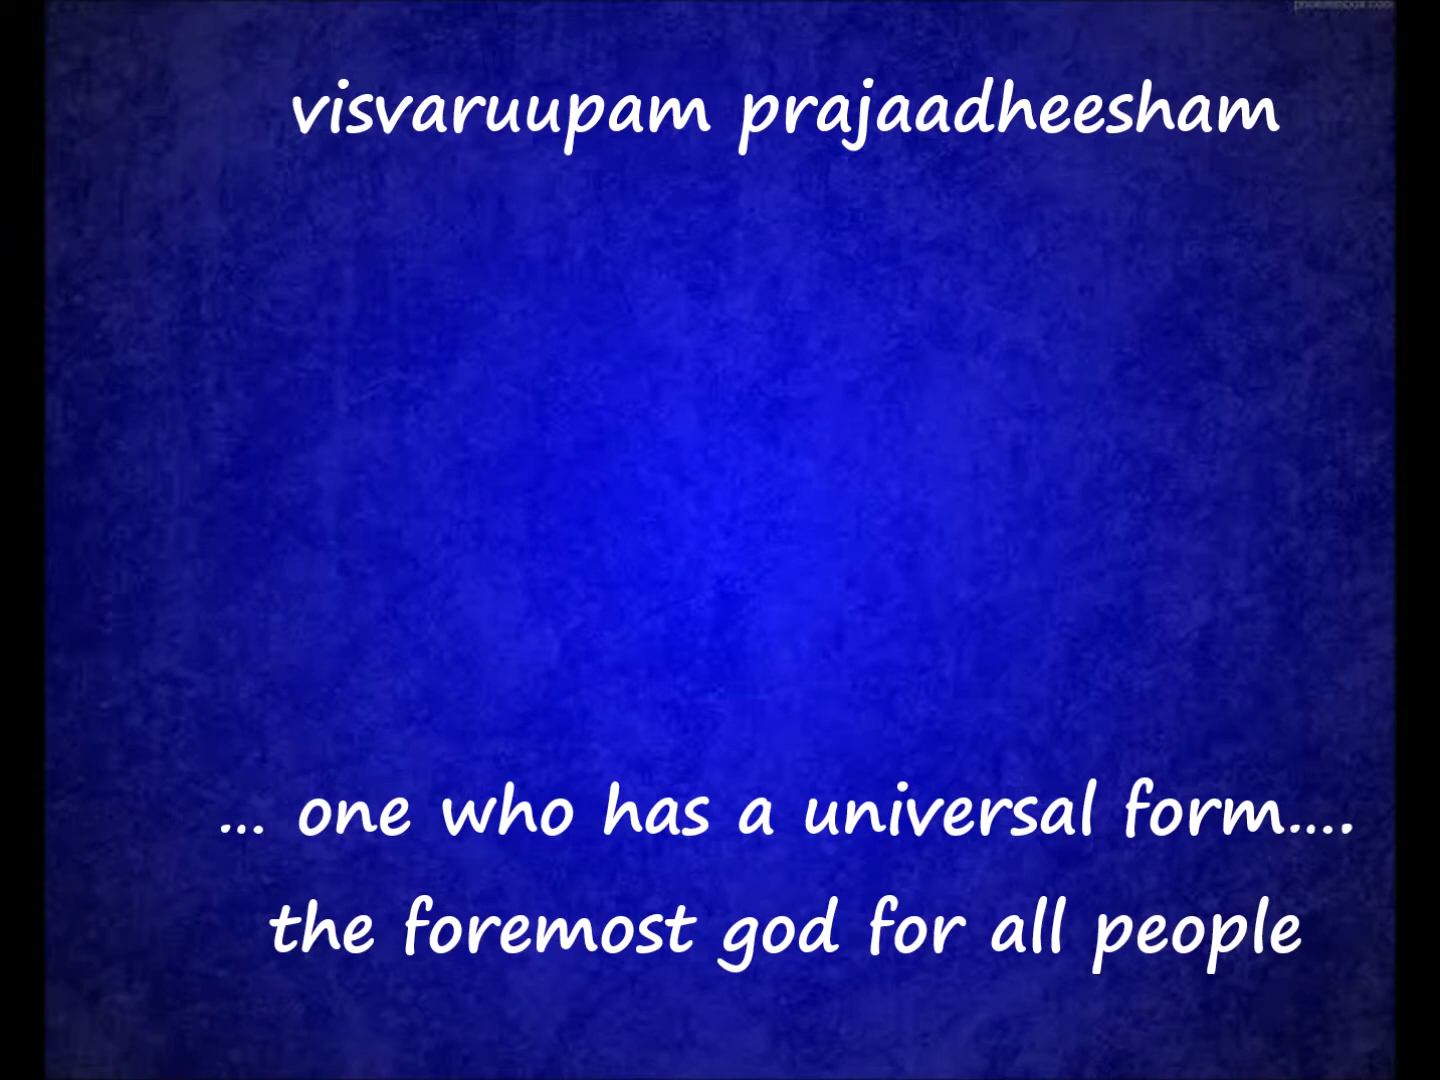 visvaruupam prajaadheesham
... one who has a universal form....
the foremost god for all people